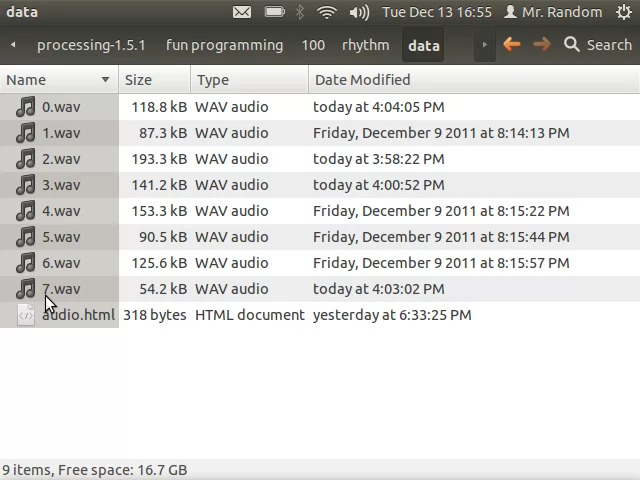 data Tue Dec 13 16:55 Mr. Random
processing-1.5.1 fun programming 100 rhythm data Search
Name Size Type Date Modified
0.wav 118.8 kB WAV audio today at 4:04:05 PM
1.wav 87.3 kB WAV audio Friday, December 9 2011 at 8:14:13 PM
2.wav 193.3 kB WAV audio today at 3:58:22 PM
3.wav 141.2 kB WAV audio today at 4:00:52 PM
4.wav 153.3 kB WAV audio Friday, December 9 2011 at 8:15:22 PM
5.wav 90.5 kB WAV audio Friday, December 9 2011 at 8:15:44 PM
6.wav 125.6 kB WAV audio Friday, December 9 2011 at 8:15:57 PM
7.wav 54.2 kB WAV audio today at 4:03:02 PM
audio.html 318 bytes HTML document yesterday at 6:33:25 PM
9 items, Free space: 16.7 GB